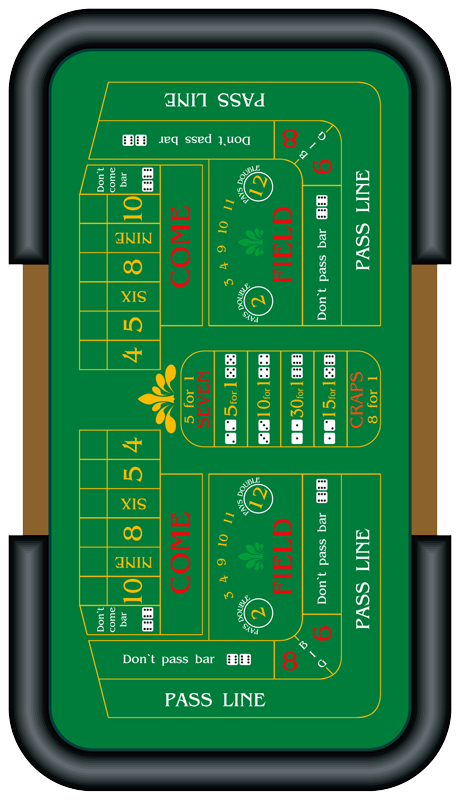 PASS LINE
Don't pass bar
8
BIG
6
PASS LINE
Don't pass bar
Don't
come
bar
10
NINE
8
SIX
5
4
COME
PAYS DOUBLE
12
3 4 9 10 11
PAYS DOUBLE
2
FIELD
5 for 1
SEVEN
5 for 1
10 for 1
30 for 1
15 for 1
CRAPS
8 for 1
4
5
SIX
8
NINE
10
Don't
come
bar
COME
PAYS DOUBLE
12
3 4 9 10 11
PAYS DOUBLE
2
FIELD
Don't pass bar
PASS LINE
8
BIG
6
Don't pass bar
PASS LINE